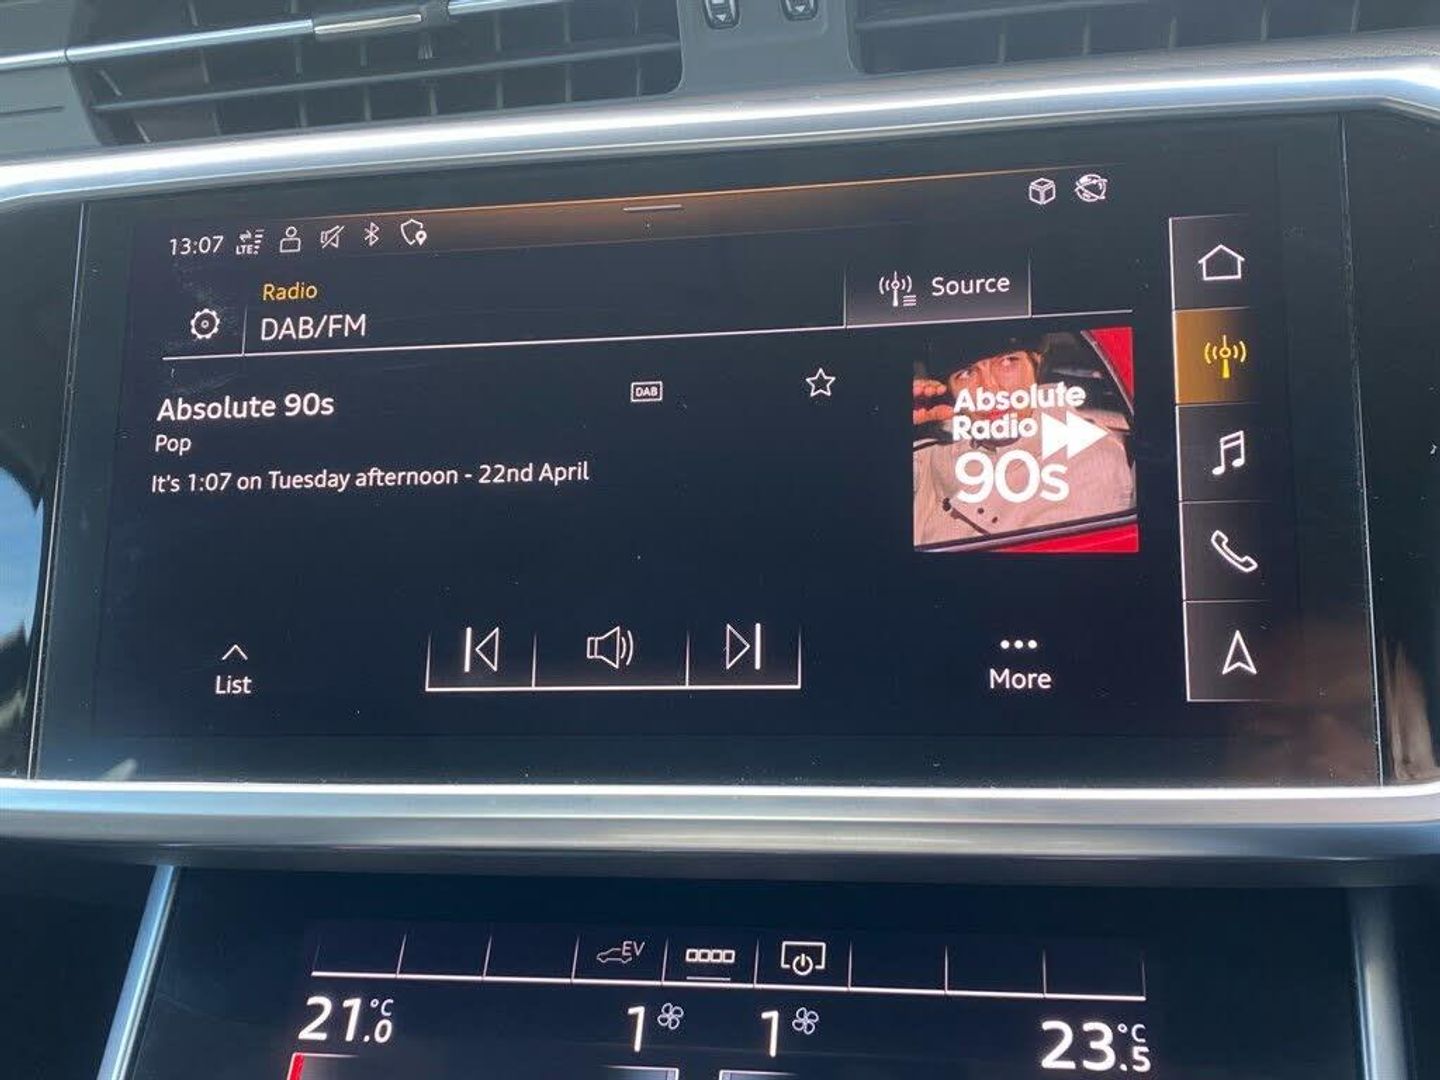 13:07 LTE
Radio
DAB/FM
Source
Absolute 90s
DAB
Pop
It's 1:07 on Tuesday afternoon - 22nd April
Absolute
Radio
90s
List
More
EV
21.0 °C
1
1
23.5 °C